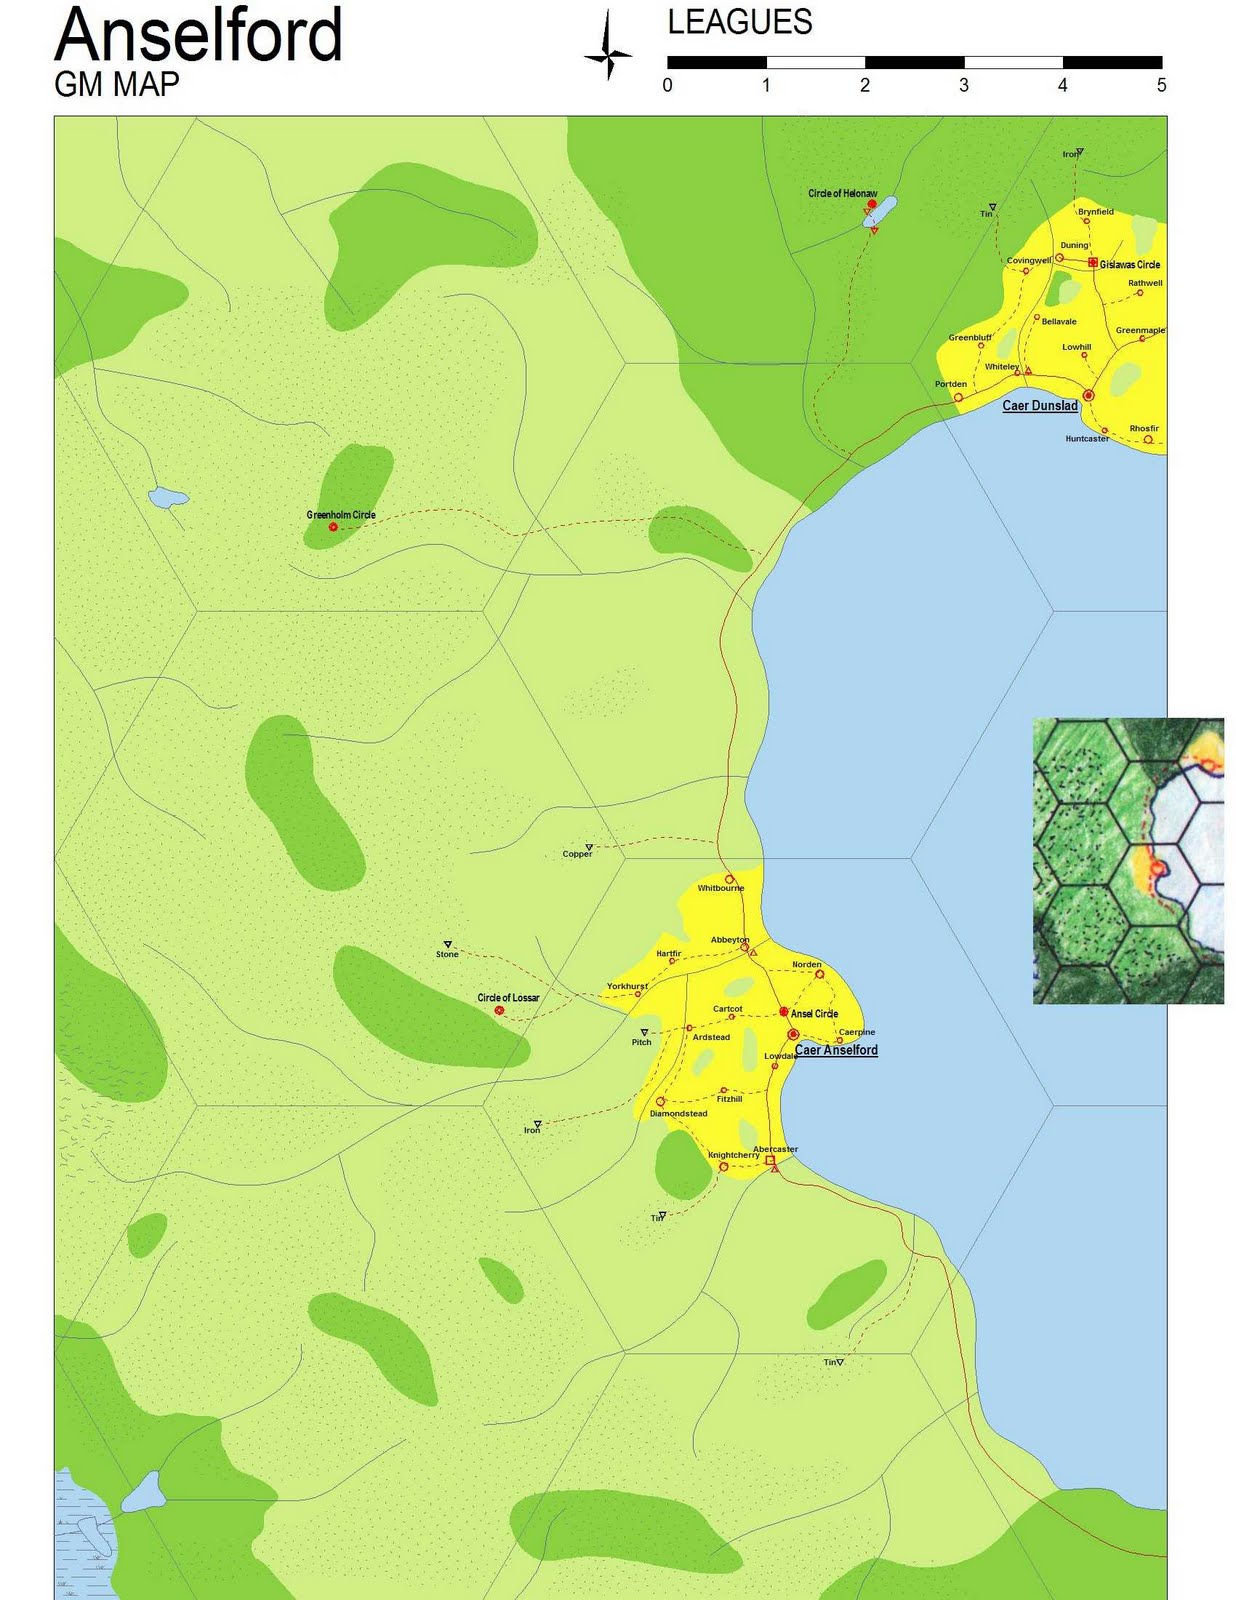 Anselford
GM MAP
LEAGUES
0 1 2 3 4 5
Iron
Circle of Helonaw
Tin
Brynfield
Duning
Covingwell
Gislawas Circle
Rathwell
Bellavale
Greenmaple
Greenbluff
Lowhill
Whiteley
Portden
Caer Dunslad
Rhosfir
Huntcaster
Greenholm Circle
Copper
Whitbourne
Abbeyton
Stone
Hartfir
Norden
Yorkhurst
Circle of Lossar
Cartcot
Ansel Circle
Pitch
Ardstead
Caerpine
Caer Anselford
Lowdale
Fitzhill
Diamondstead
Iron
Abercaster
Knightcherry
Tin
Tin